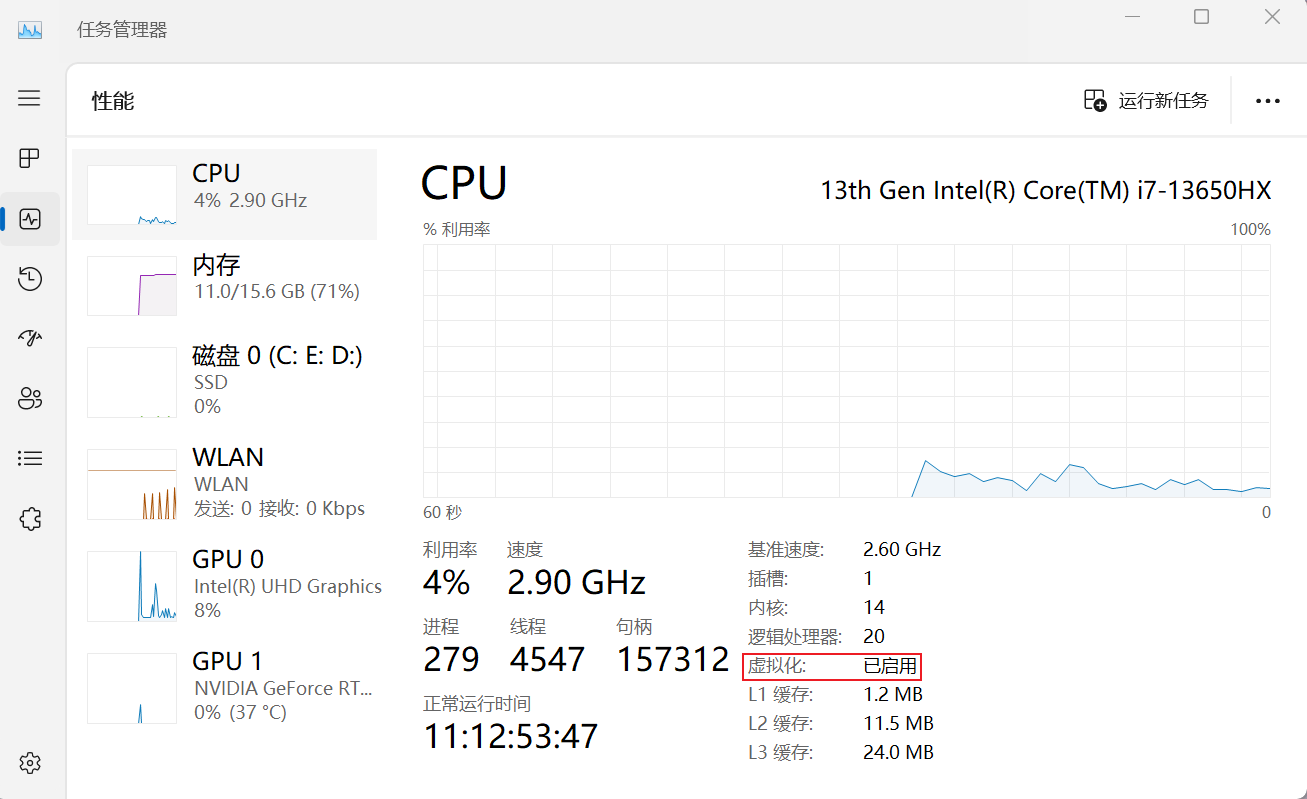 任务管理器
性能
运行新任务
CPU
4% 2.90 GHz
内存
11.0/15.6 GB (71%)
磁盘 0 (C: E: D:)
SSD
0%
WLAN
WLAN
发送: 0 接收: 0 Kbps
GPU 0
Intel(R) UHD Graphics
8%
GPU 1
NVIDIA GeForce RT...
0% (37 °C)
CPU
13th Gen Intel(R) Core(TM) i7-13650HX
% 利用率 100%
60 秒 0
利用率 速度
4% 2.90 GHz
进程 线程 句柄
279 4547 157312
正常运行时间
11:12:53:47
基准速度: 2.60 GHz
插槽: 1
内核: 14
逻辑处理器: 20
虚拟化: 已启用
L1 缓存: 1.2 MB
L2 缓存: 11.5 MB
L3 缓存: 24.0 MB